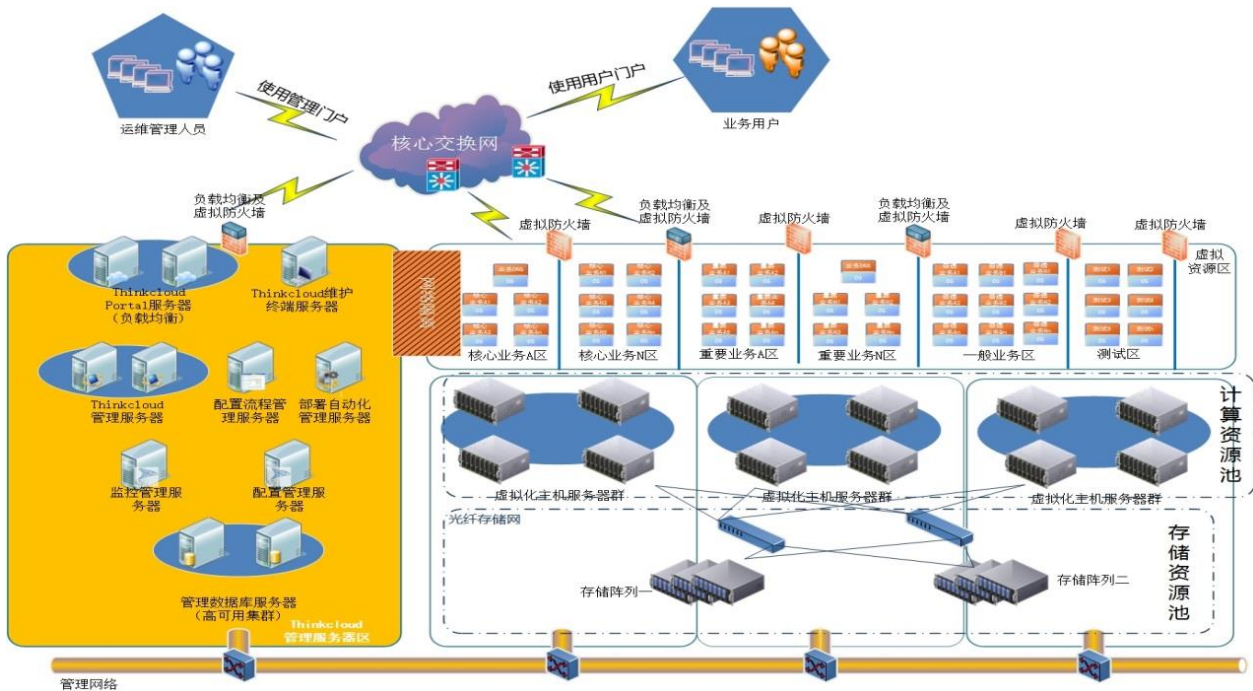 使用管理门户
使用用户门户
运维管理人员
业务用户
核心交换网
负载均衡及
虚拟防火墙
虚拟防火墙
负载均衡及
虚拟防火墙
虚拟防火墙
负载均衡及
虚拟防火墙
虚拟防火墙
虚拟防火墙
虚拟
资源区
Thinkcloud
Portal服务器
(负载均衡)
Thinkcloud维护
终端服务器
核心业务A区
核心业务N区
重要业务A区
重要业务N区
一般业务区
测试区
Thinkcloud
管理服务器
配置流程管
理服务器
部署自动化
管理服务器
监控管理服
务器
配置管理服
务器
管理数据库服务器
(高可用集群)
Thinkcloud
管理服务器区
计算资源池
虚拟化主机服务器群
虚拟化主机服务器群
虚拟化主机服务器群
光纤存储网
存储阵列一
存储阵列二
存储资源池
管理网络